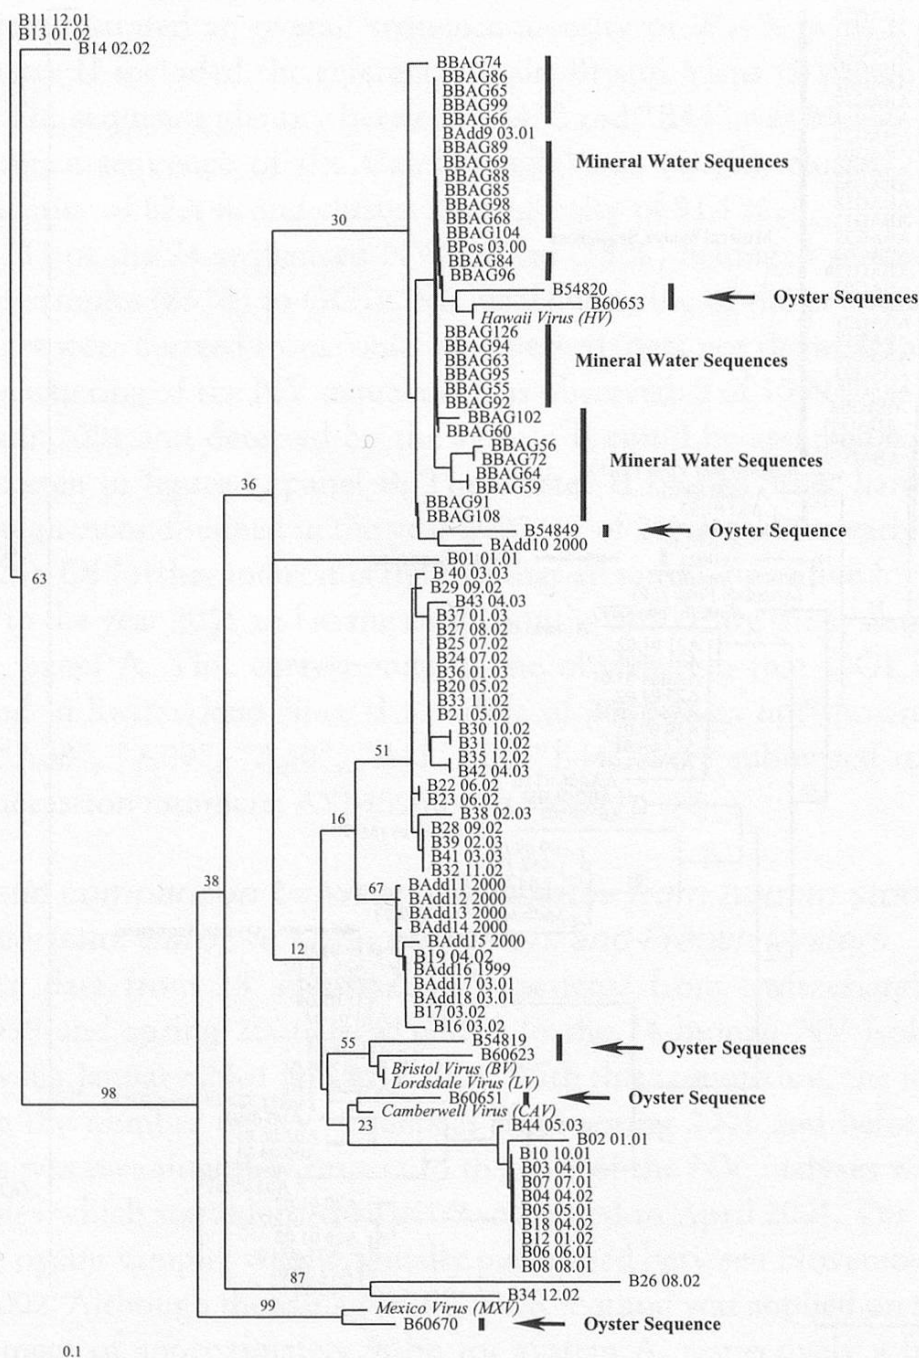 B11 12.01
B13 01.02
B14 02.02
BBAG74
BBAG86
BBAG65
BBAG99
BBAG66
BAdd9 03.01
BBAG89
BBAG69 Mineral Water Sequences
BBAG88
BBAG85
BBAG98
BBAG68
30 BBAG104
BPos 03.00
BBAG84
BBAG96
B54820
Oyster Sequences
B60653
Hawaii Virus (HV)
BBAG126
BBAG94
BBAG63 Mineral Water Sequences
BBAG95
BBAG55
BBAG92
BBAG102
BBAG60
BBAG56
BBAG72 Mineral Water Sequences
BBAG64
36 BBAG59
BBAG91
BBAG108
B54849 Oyster Sequence
BAdd10 2000
B01 01.01
B 40 03.03
63
B29 09.02
B43 04.03
B37 01.03
B27 08.02
B25 07.02
B24 07.02
B36 01.03
B20 05.02
B33 11.02
B21 05.02
B30 10.02
B31 10.02
51 B35 12.02
B42 04.03
B22 06.02
B23 06.02
B38 02.03
16 B28 09.02
B39 02.03
B41 03.03
B32 11.02
38 67 BAdd11 2000
BAdd12 2000
BAdd13 2000
BAdd14 2000
12 BAdd15 2000
B19 04.02
BAdd16 1999
BAdd17 03.01
BAdd18 03.01
B17 03.02
B16 03.02
55 B54819 Oyster Sequences
B60623
Bristol Virus (BV)
Lordsdale Virus (LV)
98 B60651 Oyster Sequence
Camberwell Virus (CAV)
23 B44 05.03
B02 01.01
B10 10.01
B03 04.01
B07 07.01
B04 04.02
B05 05.01
B18 04.02
B12 01.02
B06 06.01
B08 08.01
87 B26 08.02
B34 12.02
99 Mexico Virus (MXV)
B60670 Oyster Sequence
0.1